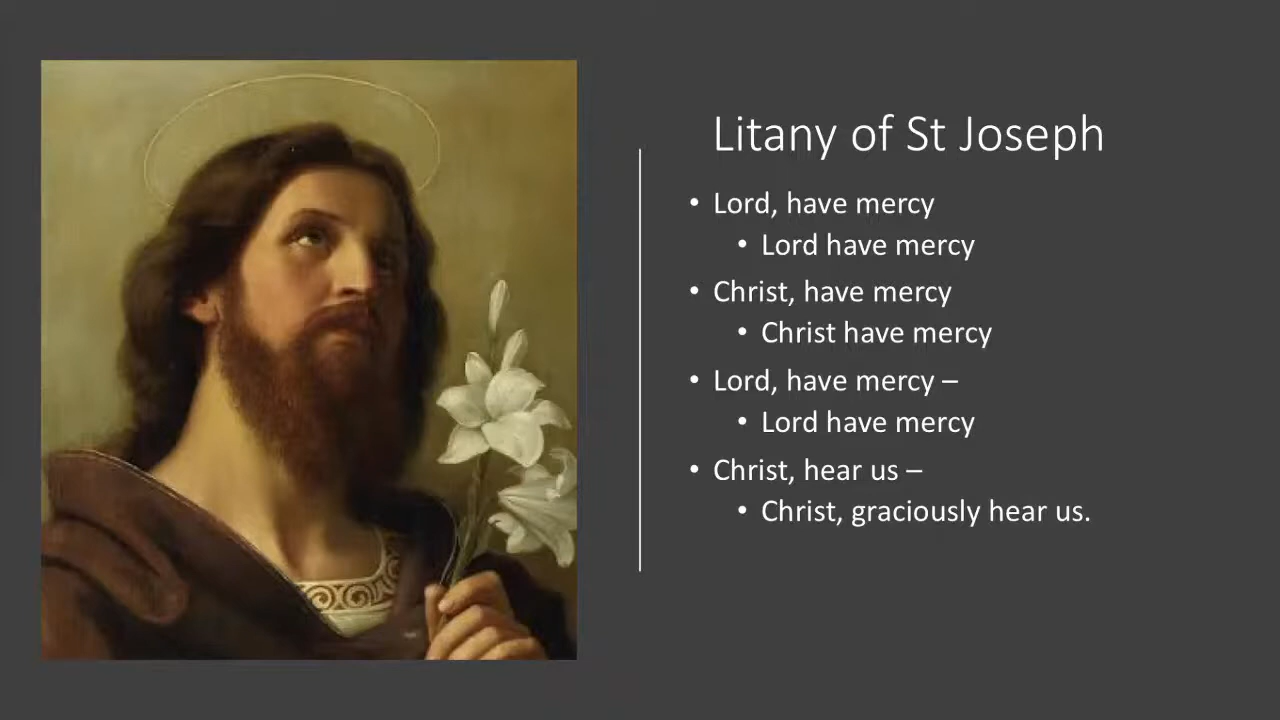 Litany of St Joseph
• Lord, have mercy
• Lord have mercy
• Christ, have mercy
• Christ have mercy
• Lord, have mercy –
• Lord have mercy
• Christ, hear us –
• Christ, graciously hear us.